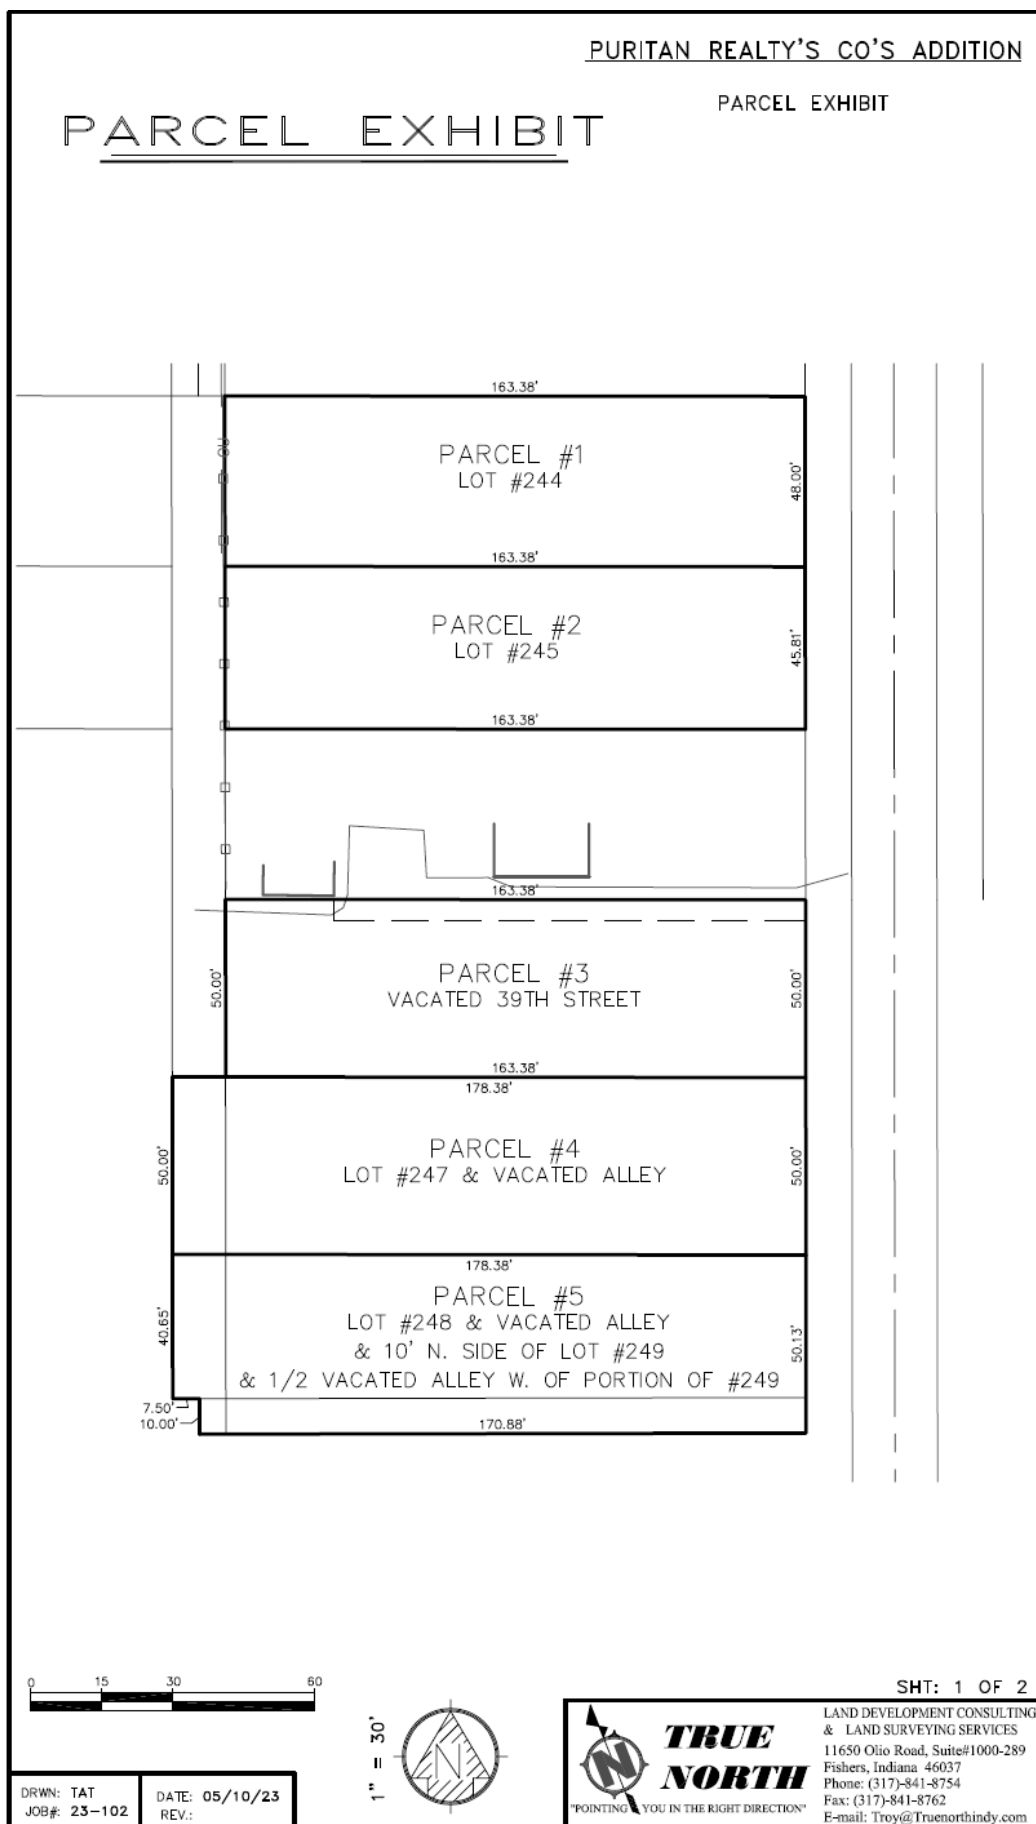 PURITAN REALTY'S CO'S ADDITION
PARCEL EXHIBIT
PARCEL EXHIBIT
163.38'
OU
PARCEL #1
LOT #244
48.00'
163.38'
PARCEL #2
LOT #245
45.81'
163.38'
163.38'
50.00'
PARCEL #3
VACATED 39TH STREET
50.00'
163.38'
178.38'
50.00'
PARCEL #4
LOT #247 & VACATED ALLEY
50.00'
178.38'
40.65'
PARCEL #5
LOT #248 & VACATED ALLEY
& 10' N. SIDE OF LOT #249
& 1/2 VACATED ALLEY W. OF PORTION OF #249
50.13'
7.50'
10.00'
170.88'
0 15 30 60
1" = 30'
N
SHT: 1 OF 2
N
TRUE
NORTH
"POINTING YOU IN THE RIGHT DIRECTION"
LAND DEVELOPMENT CONSULTING
& LAND SURVEYING SERVICES
11650 Olio Road, Suite#1000-289
Fishers, Indiana 46037
Phone: (317)-841-8754
Fax: (317)-841-8762
E-mail: Troy@Truenorthindy.com
DRWN: TAT
JOB#: 23-102
DATE: 05/10/23
REV.: